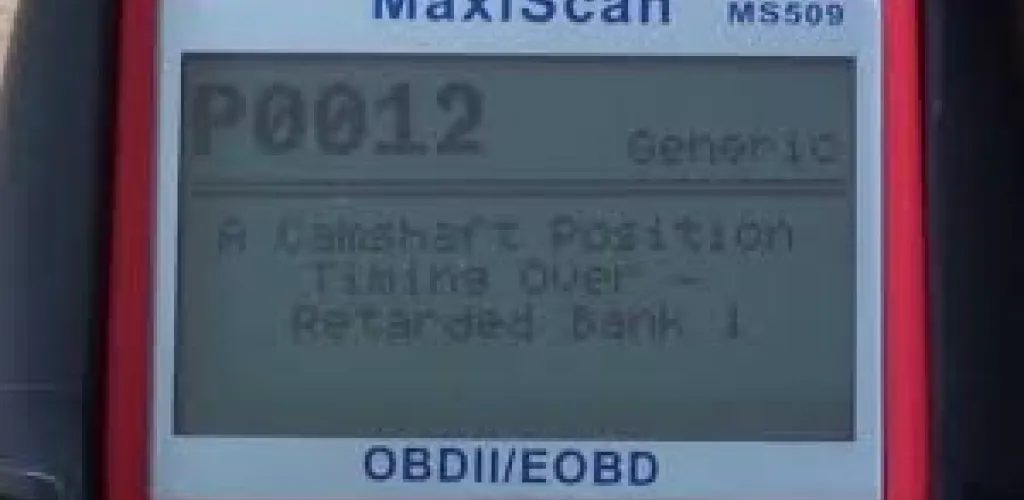 MaxiScan MS509
P0012 Generic
A Camshaft Position
Timing Over -
Retarded Bank 1
OBDII/EOBD